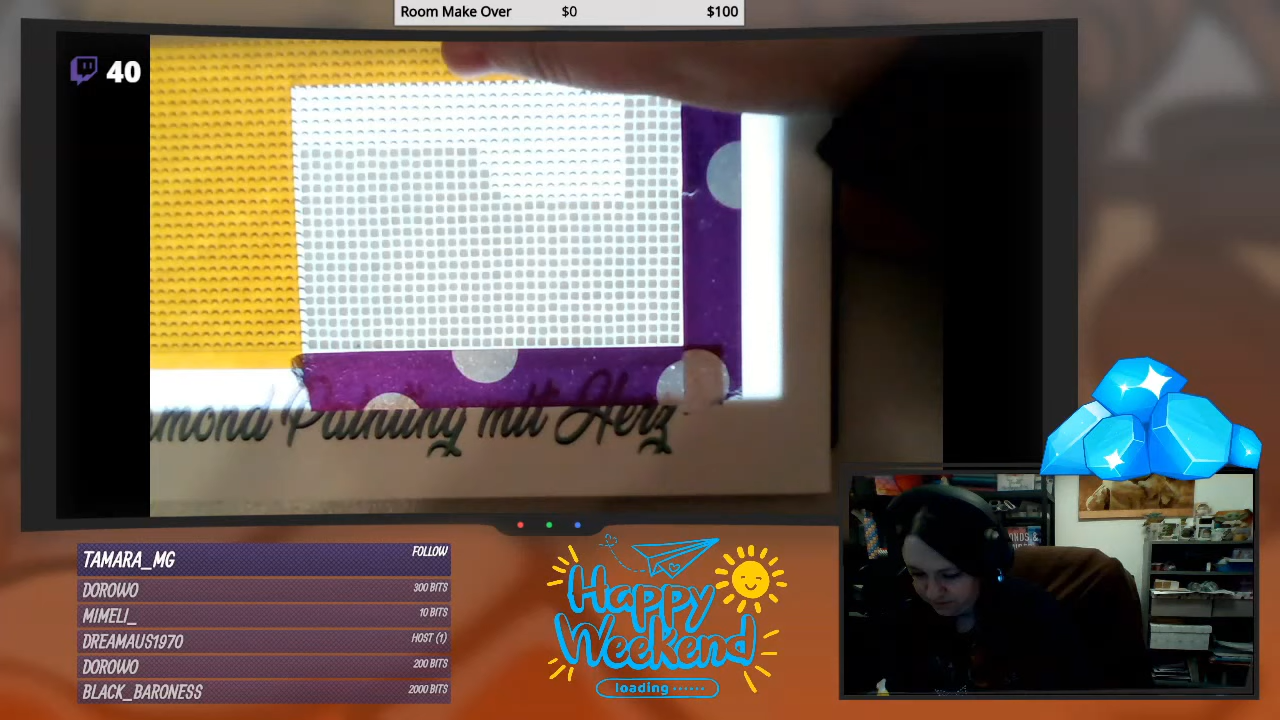 Room Make Over $0 $100
40
mond Painting mit Herz
TAMARA_MG FOLLOW
DOROWO 300 BITS
MIMELI_ 10 BITS
DREAMAUS1970 HOST (1)
DOROWO 200 BITS
BLACK_BARONESS 2000 BITS
Happy
Weekend
loading ······